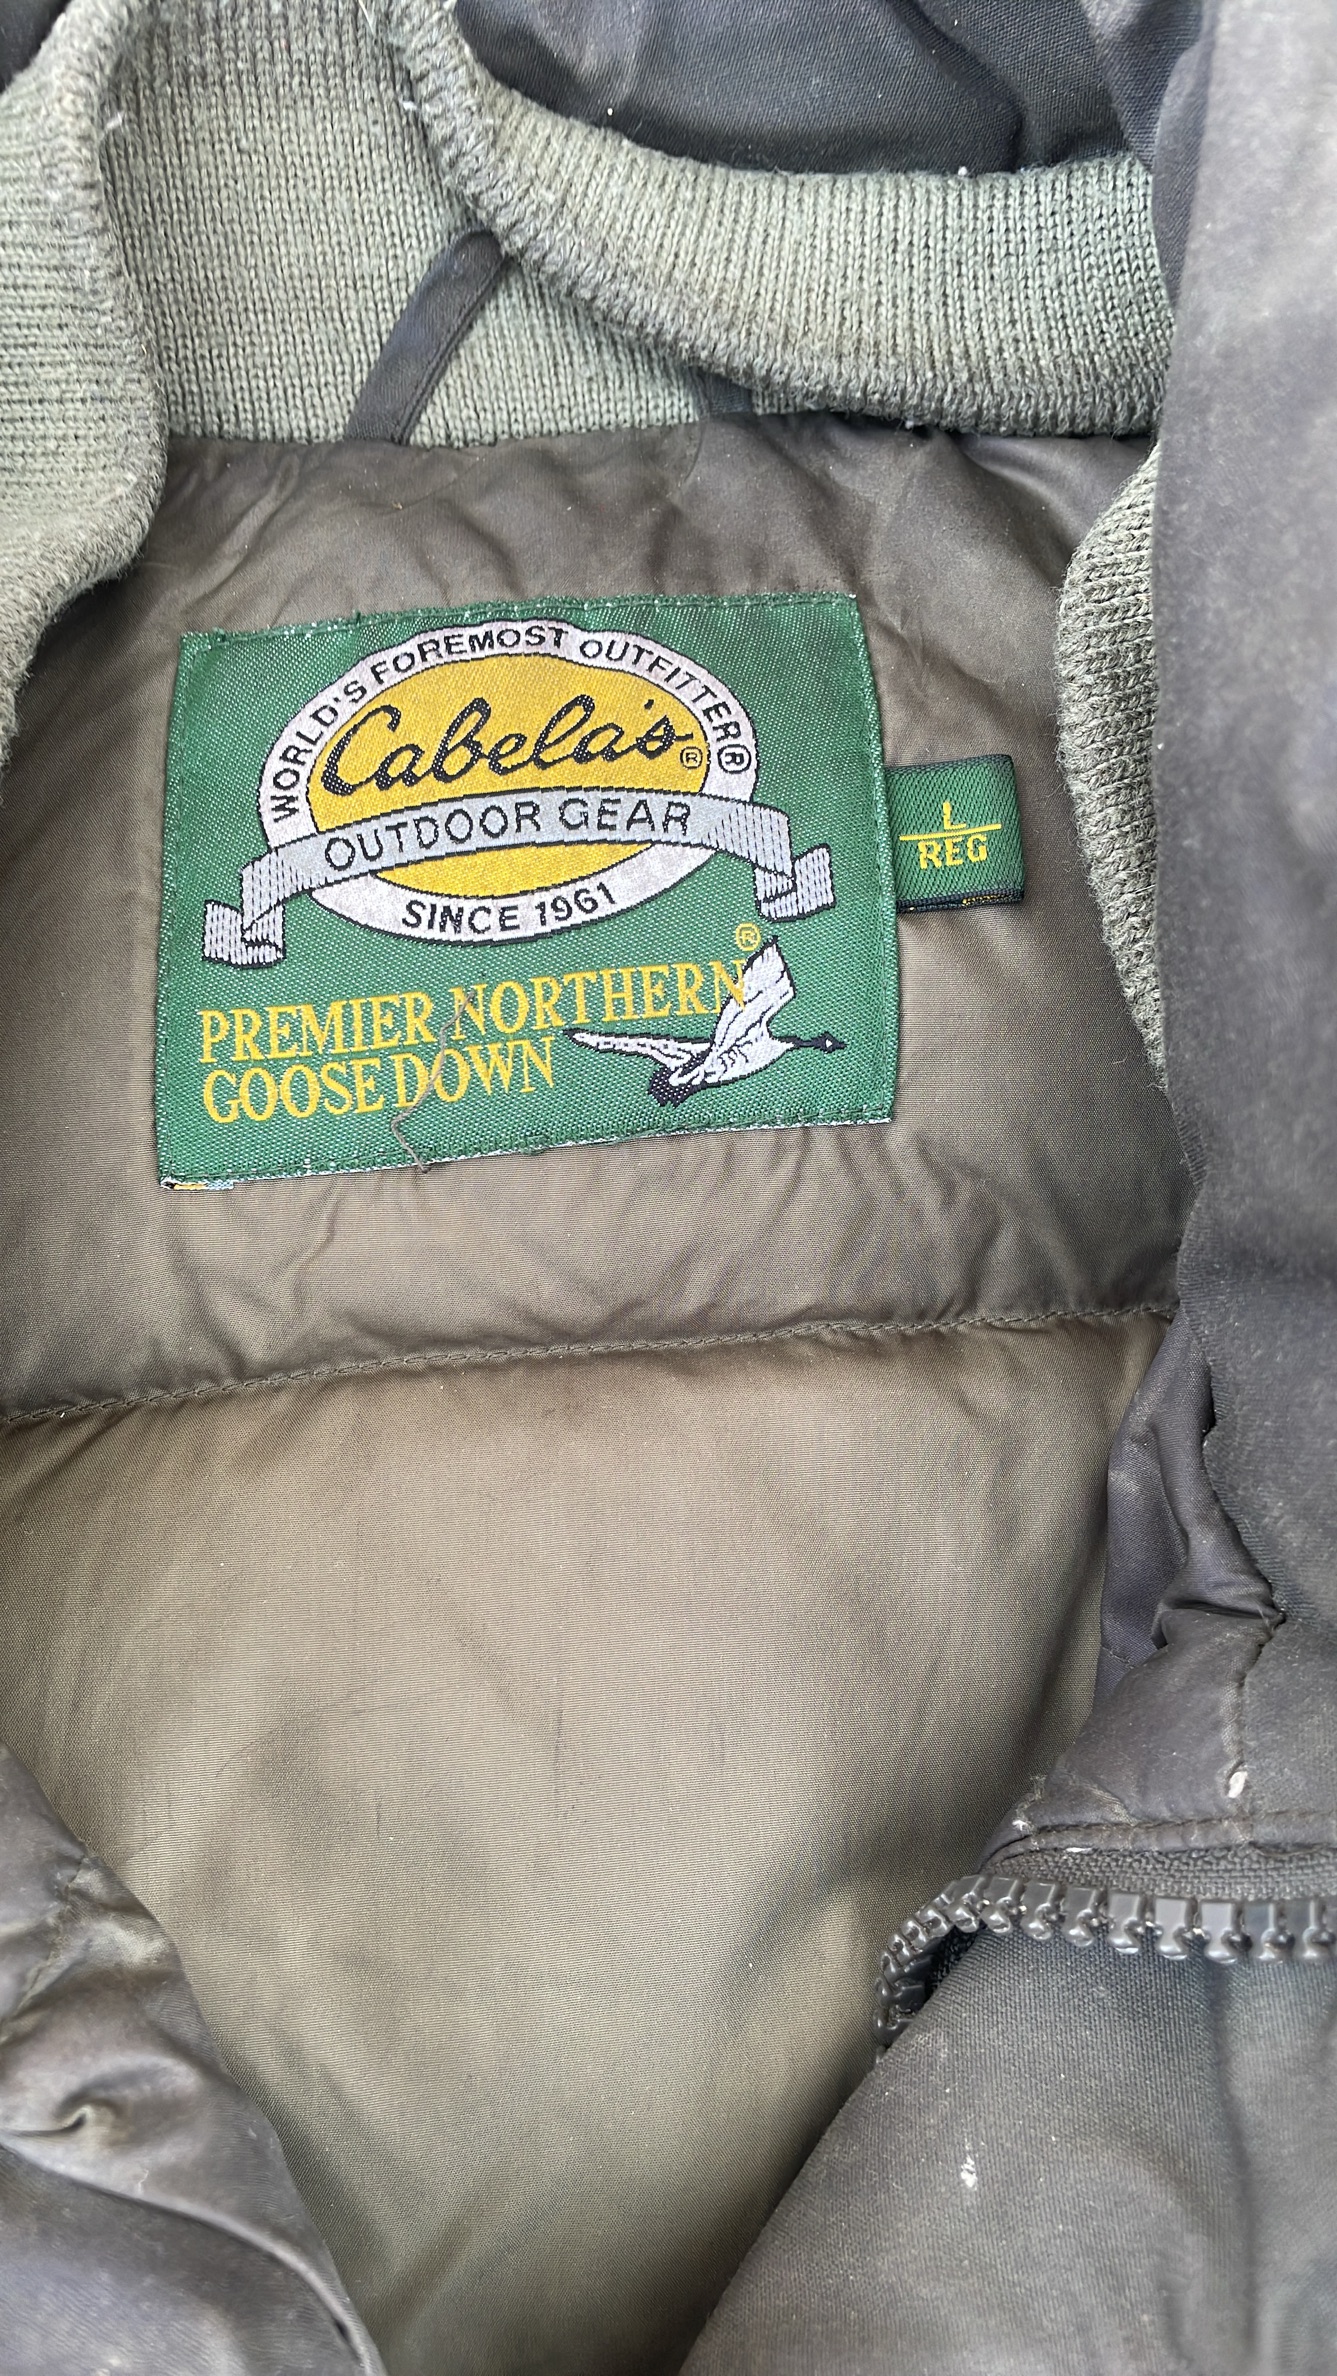 WORLD'S FOREMOST OUTFITTER®
Cabela's®
OUTDOOR GEAR
SINCE 1961
PREMIER NORTHERN®
GOOSE DOWN
L
REG